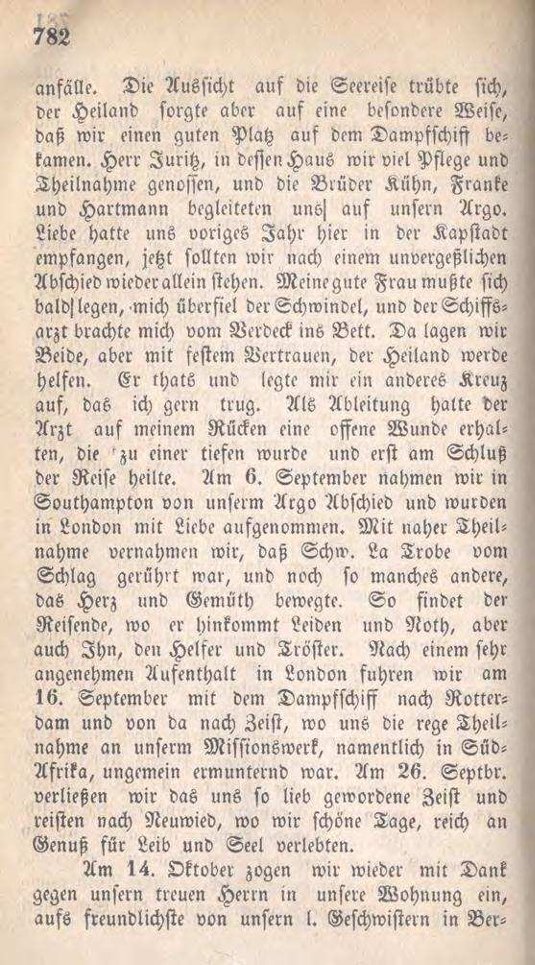 782
anfälle. Die Aussicht auf die Seereise trübte sich,
der Heiland sorgte aber auf eine besondere Weise,
daß wir einen guten Platz auf dem Dampfschiff be-
kamen. Herr Juritz, in dessen Haus wir viel Pflege und
Theilnahme genossen, und die Brüder Kühn, Franke
und Hartmann begleiteten uns auf unsern Argo.
Liebe hatte uns voriges Jahr hier in der Kapstadt
empfangen, jetzt sollten wir nach einem unvergeßlichen
Abschied wieder allein stehen. Meine gute Frau mußte sich
bald legen, mich überfiel der Schwindel, und der Schiffs-
arzt brachte mich vom Verdeck ins Bett. Da lagen wir
Beide, aber mit festem Vertrauen, der Heiland werde
helfen. Er thats und legte mir ein anderes Kreuz
auf, das ich gern trug. Als Ableitung hatte der
Arzt auf meinem Rücken eine offene Wunde erhal-
ten, die zu einer tiefen wurde und erst am Schluß
der Reise heilte. Am 6. September nahmen wir in
Southampton von unserm Argo Abschied und wurden
in London mit Liebe aufgenommen. Mit naher Theil-
nahme vernahmen wir, daß Schw. La Trobe vom
Schlag gerührt war, und noch so manches andere,
das Herz und Gemüth bewegte. So findet der
Reisende, wo er hinkommt Leiden und Noth, aber
auch Ihn, den Helfer und Tröster. Nach einem sehr
angenehmen Aufenthalt in London fuhren wir am
16. September mit dem Dampfschiff nach Rotter-
dam und von da nach Zeist, wo uns die rege Theil-
nahme an unserm Missionswerk, namentlich in Süd-
Afrika, ungemein ermunternd war. Am 26. Septbr.
verließen wir das uns so lieb gewordene Zeist und
reisten nach Neuwied, wo wir schöne Tage, reich an
Genuß für Leib und Seel verlebten.
Am 14. Oktober zogen wir wieder mit Dank
gegen unsern treuen Herrn in unsere Wohnung ein,
aufs freundlichste von unsern l. Geschwistern in Ber-